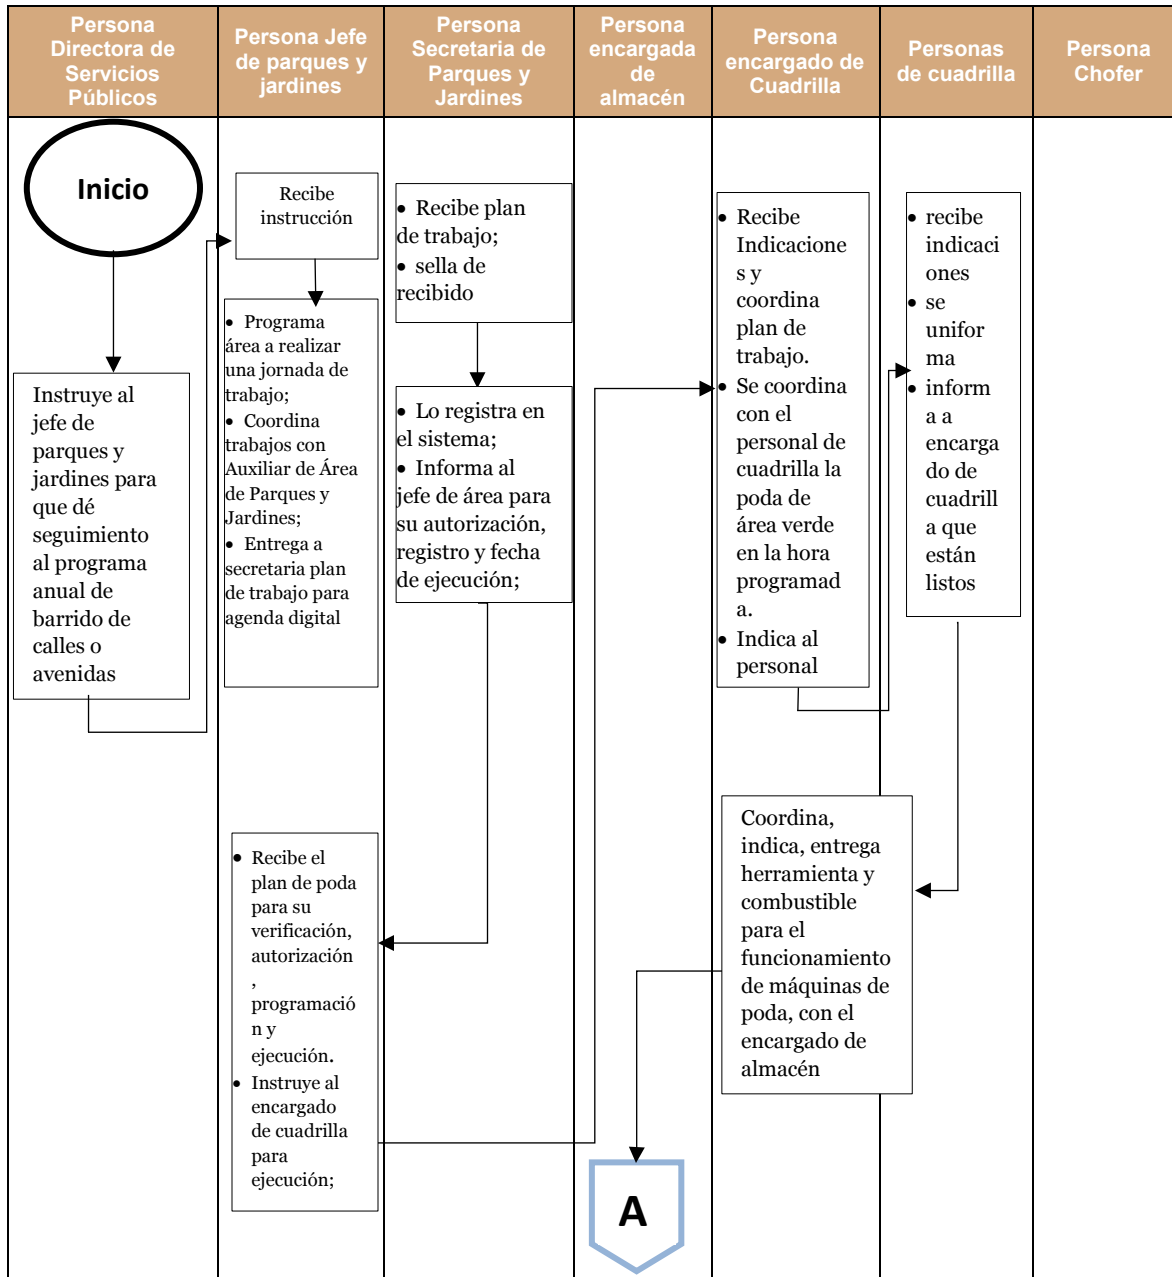 Persona
Directora de
Servicios
Públicos
Persona Jefe
de parques y
jardines
Persona
Secretaria de
Parques y
Jardines
Persona
encargada
de
almacén
Persona
encargado de
Cuadrilla
Personas
de cuadrilla
Persona
Chofer
Inicio
Instruye al
jefe de
parques y
jardines para
que dé
seguimiento
al programa
anual de
barrido de
calles o
avenidas
Recibe
instrucción
• Programa
área a realizar
una jornada de
trabajo;
• Coordina
trabajos con
Auxiliar de Área
de Parques y
Jardines;
• Entrega a
secretaria plan
de trabajo para
agenda digital
• Recibe el
plan de poda
para su
verificación,
autorización
,
programació
n y
ejecución.
• Instruye al
encargado
de cuadrilla
para
ejecución;
• Recibe plan
de trabajo;
• sella de
recibido
• Lo registra en
el sistema;
• Informa al
jefe de área para
su autorización,
registro y fecha
de ejecución;
• Recibe
Indicacione
s y
coordina
plan de
trabajo.
• Se coordina
con el
personal de
cuadrilla la
poda de
área verde
en la hora
programad
a.
• Indica al
personal
• recibe
indicaci
ones
• se
unifor
ma
• inform
a a
encarga
do de
cuadrill
a que
están
listos
Coordina,
indica, entrega
herramienta y
combustible
para el
funcionamiento
de máquinas de
poda, con el
encargado de
almacén
A